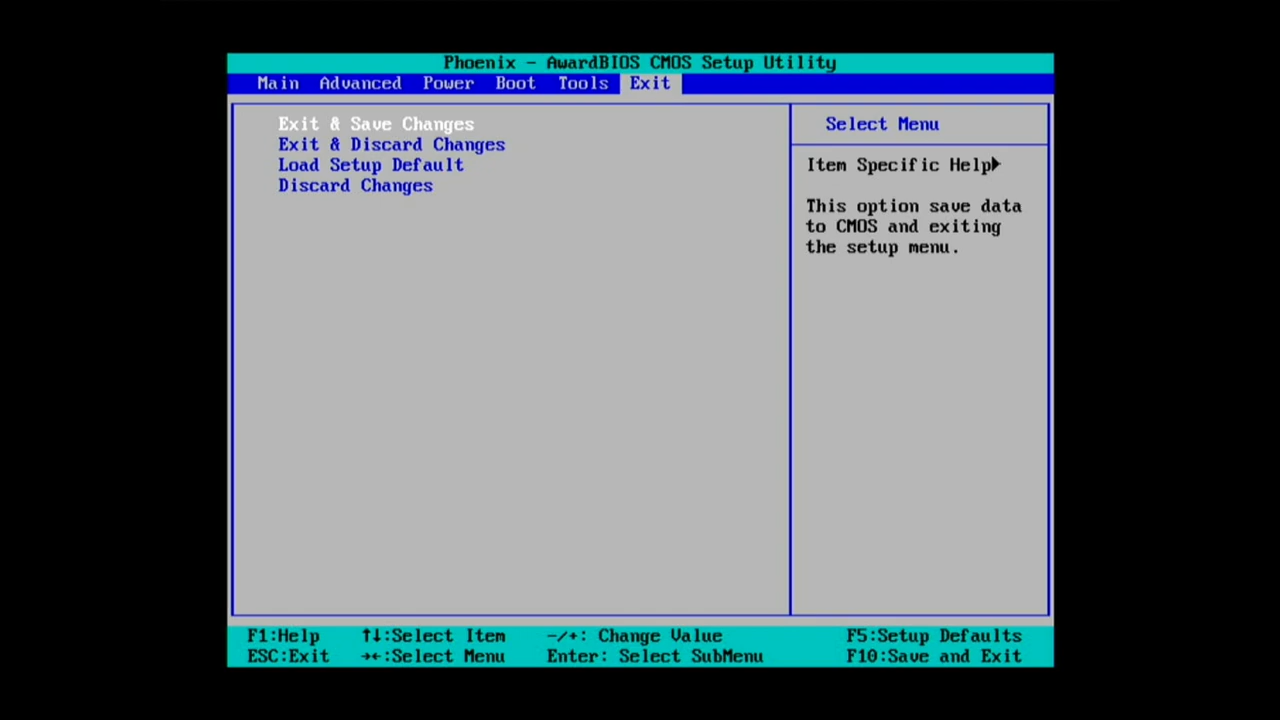 Phoenix - AwardBIOS CMOS Setup Utility
Main Advanced Power Boot Tools Exit
Exit & Save Changes
Exit & Discard Changes
Load Setup Default
Discard Changes
Select Menu
Item Specific Help▶
This option save data
to CMOS and exiting
the setup menu.
F1:Help ↑↓:Select Item -/+: Change Value F5:Setup Defaults
ESC:Exit →←:Select Menu Enter: Select SubMenu F10:Save and Exit